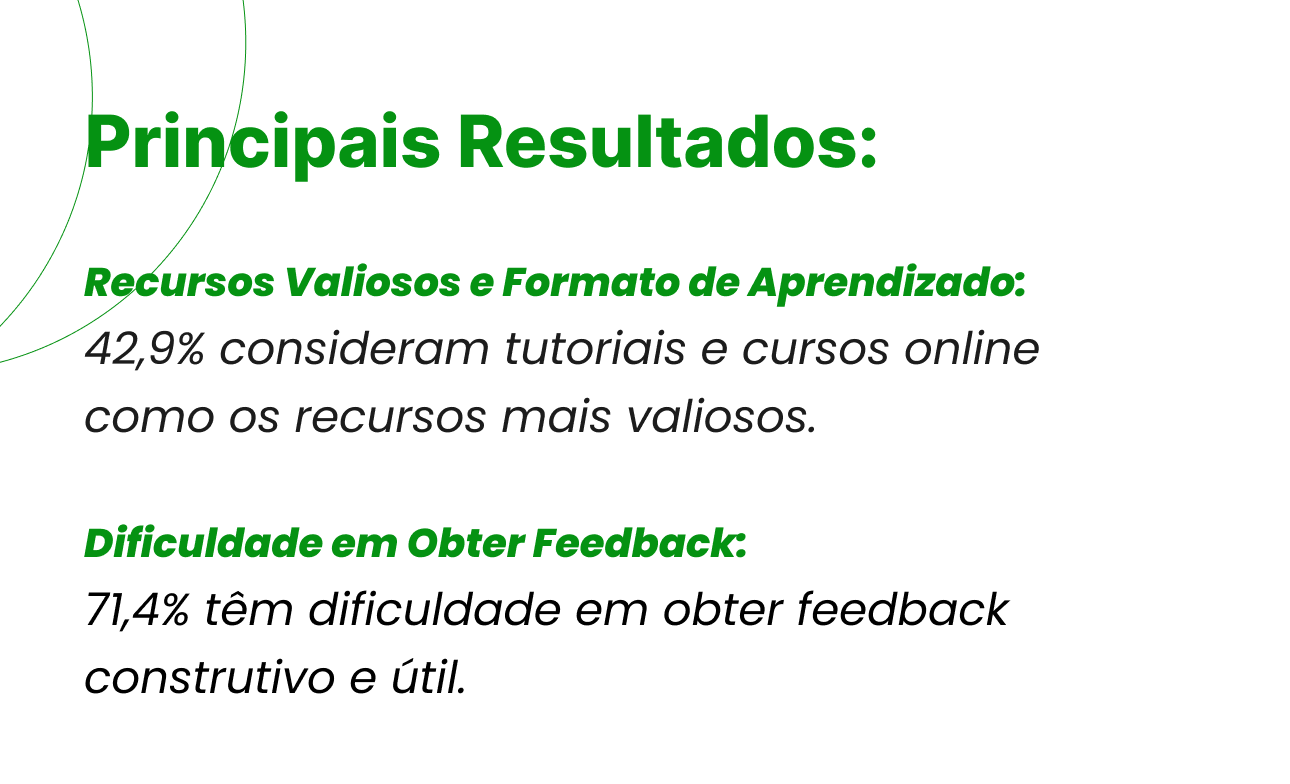 Principais Resultados:
Recursos Valiosos e Formato de Aprendizado:
42,9% consideram tutoriais e cursos online
como os recursos mais valiosos.
Dificuldade em Obter Feedback:
71,4% têm dificuldade em obter feedback
construtivo e útil.